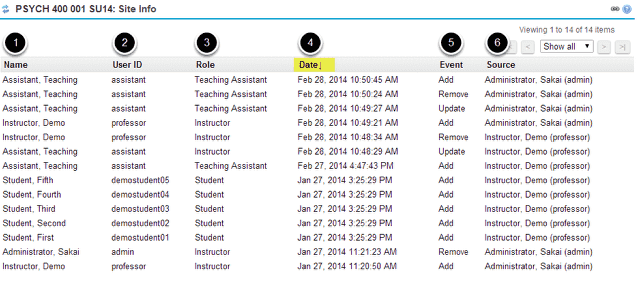 PSYCH 400 001 SU14: Site Info
Viewing 1 to 14 of 14 items
< Show all > >|
1 2 3 4 5 6
Name User ID Role Date↓ Event Source
Assistant, Teaching assistant Teaching Assistant Feb 28, 2014 10:50:45 AM Add Administrator, Sakai (admin)
Assistant, Teaching assistant Teaching Assistant Feb 28, 2014 10:50:24 AM Remove Administrator, Sakai (admin)
Assistant, Teaching assistant Teaching Assistant Feb 28, 2014 10:49:27 AM Update Administrator, Sakai (admin)
Instructor, Demo professor Instructor Feb 28, 2014 10:49:21 AM Add Administrator, Sakai (admin)
Instructor, Demo professor Instructor Feb 28, 2014 10:48:34 AM Remove Instructor, Demo (professor)
Assistant, Teaching assistant Instructor Feb 28, 2014 10:48:29 AM Update Instructor, Demo (professor)
Assistant, Teaching assistant Teaching Assistant Feb 27, 2014 4:47:43 PM Add Instructor, Demo (professor)
Student, Fifth demostudent05 Student Jan 27, 2014 3:25:29 PM Add Instructor, Demo (professor)
Student, Fourth demostudent04 Student Jan 27, 2014 3:25:29 PM Add Instructor, Demo (professor)
Student, Third demostudent03 Student Jan 27, 2014 3:25:29 PM Add Instructor, Demo (professor)
Student, Second demostudent02 Student Jan 27, 2014 3:25:29 PM Add Instructor, Demo (professor)
Student, First demostudent01 Student Jan 27, 2014 3:25:29 PM Add Instructor, Demo (professor)
Administrator, Sakai admin Instructor Jan 27, 2014 11:21:23 AM Remove Administrator, Sakai (admin)
Instructor, Demo professor Instructor Jan 27, 2014 11:20:50 AM Add Administrator, Sakai (admin)